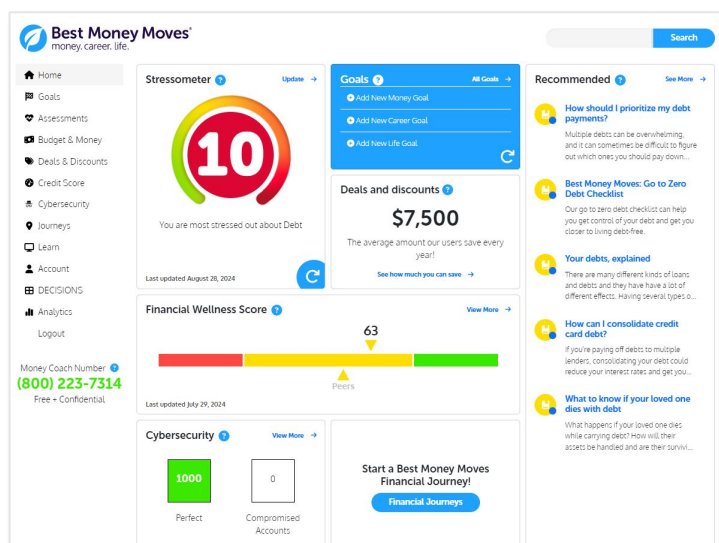 Best Money Moves®
money. career. life.
Search
Home
Goals
Assessments
Budget & Money
Deals & Discounts
Credit Score
Cybersecurity
Journeys
Learn
Account
DECISIONS
Analytics
Logout
Money Coach Number ?
(800) 223-7314
Free + Confidential
Stressometer ?
Update →
10
You are most stressed out about Debt
Last updated August 28, 2024
Goals ?
All Goals →
Add New Money Goal
Add New Career Goal
Add New Life Goal
Deals and discounts ?
$7,500
The average amount our users save every
year!
See how much you can save →
Financial Wellness Score ?
View More →
63
Peers
Last updated July 29, 2024
Cybersecurity ?
View More →
1000
0
Perfect
Compromised
Accounts
Start a Best Money Moves
Financial Journey!
Financial Journeys
Recommended ?
See More →
How should I prioritize my debt
payments?
Multiple debts can be overwhelming,
and it can sometimes be difficult to figure
out which ones you should pay down...
Best Money Moves: Go to Zero
Debt Checklist
Our go to zero debt checklist can help
you get control of your debt and get you
closer to living debt-free.
Your debts, explained
There are many different kinds of loans
and debts and they have have a lot of
different effects. Having several types o...
How can I consolidate credit
card debt?
If you're paying off debts to multiple
lenders, consolidating your debt could
reduce your interest rates and get you...
What to know if your loved one
dies with debt
What happens if your loved one dies
while carrying debt? How will their
assets be handled and are their survivi...